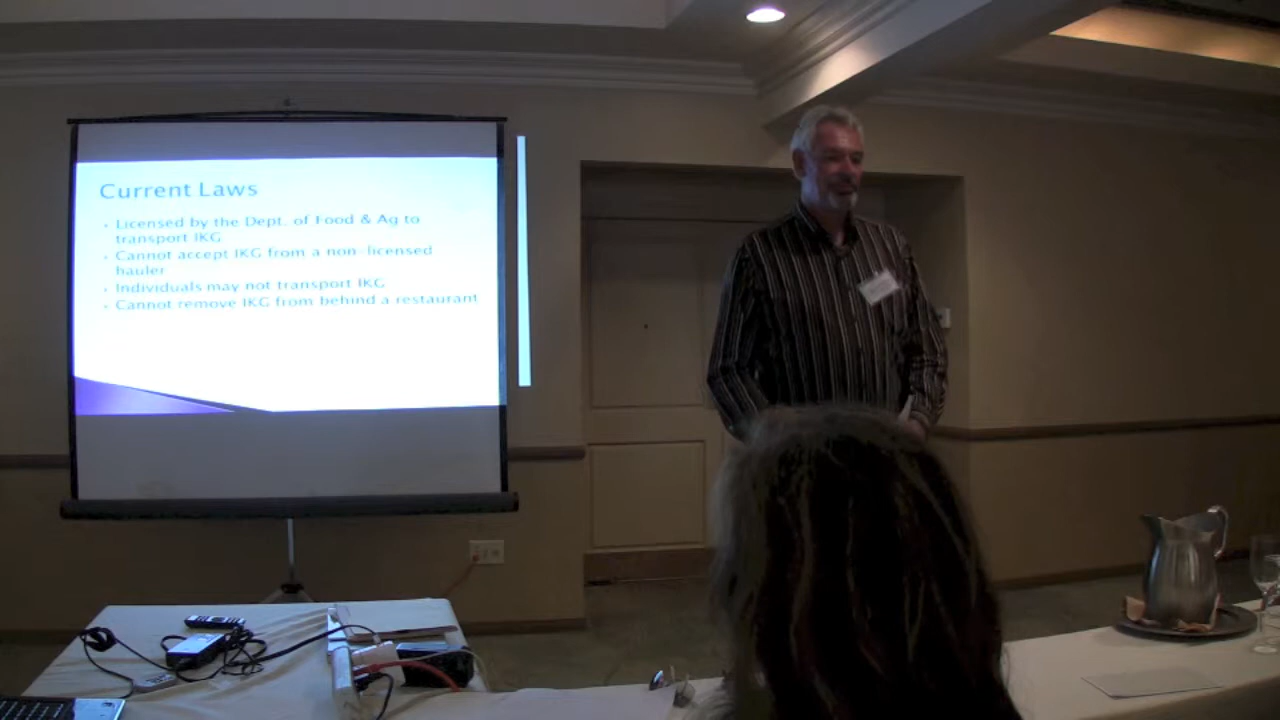 Current Laws
• Licensed by the Dept. of Food & Ag to
transport IKG
• Cannot accept IKG from a non-licensed
hauler
• Individuals may not transport IKG
• Cannot remove IKG from behind a restaurant